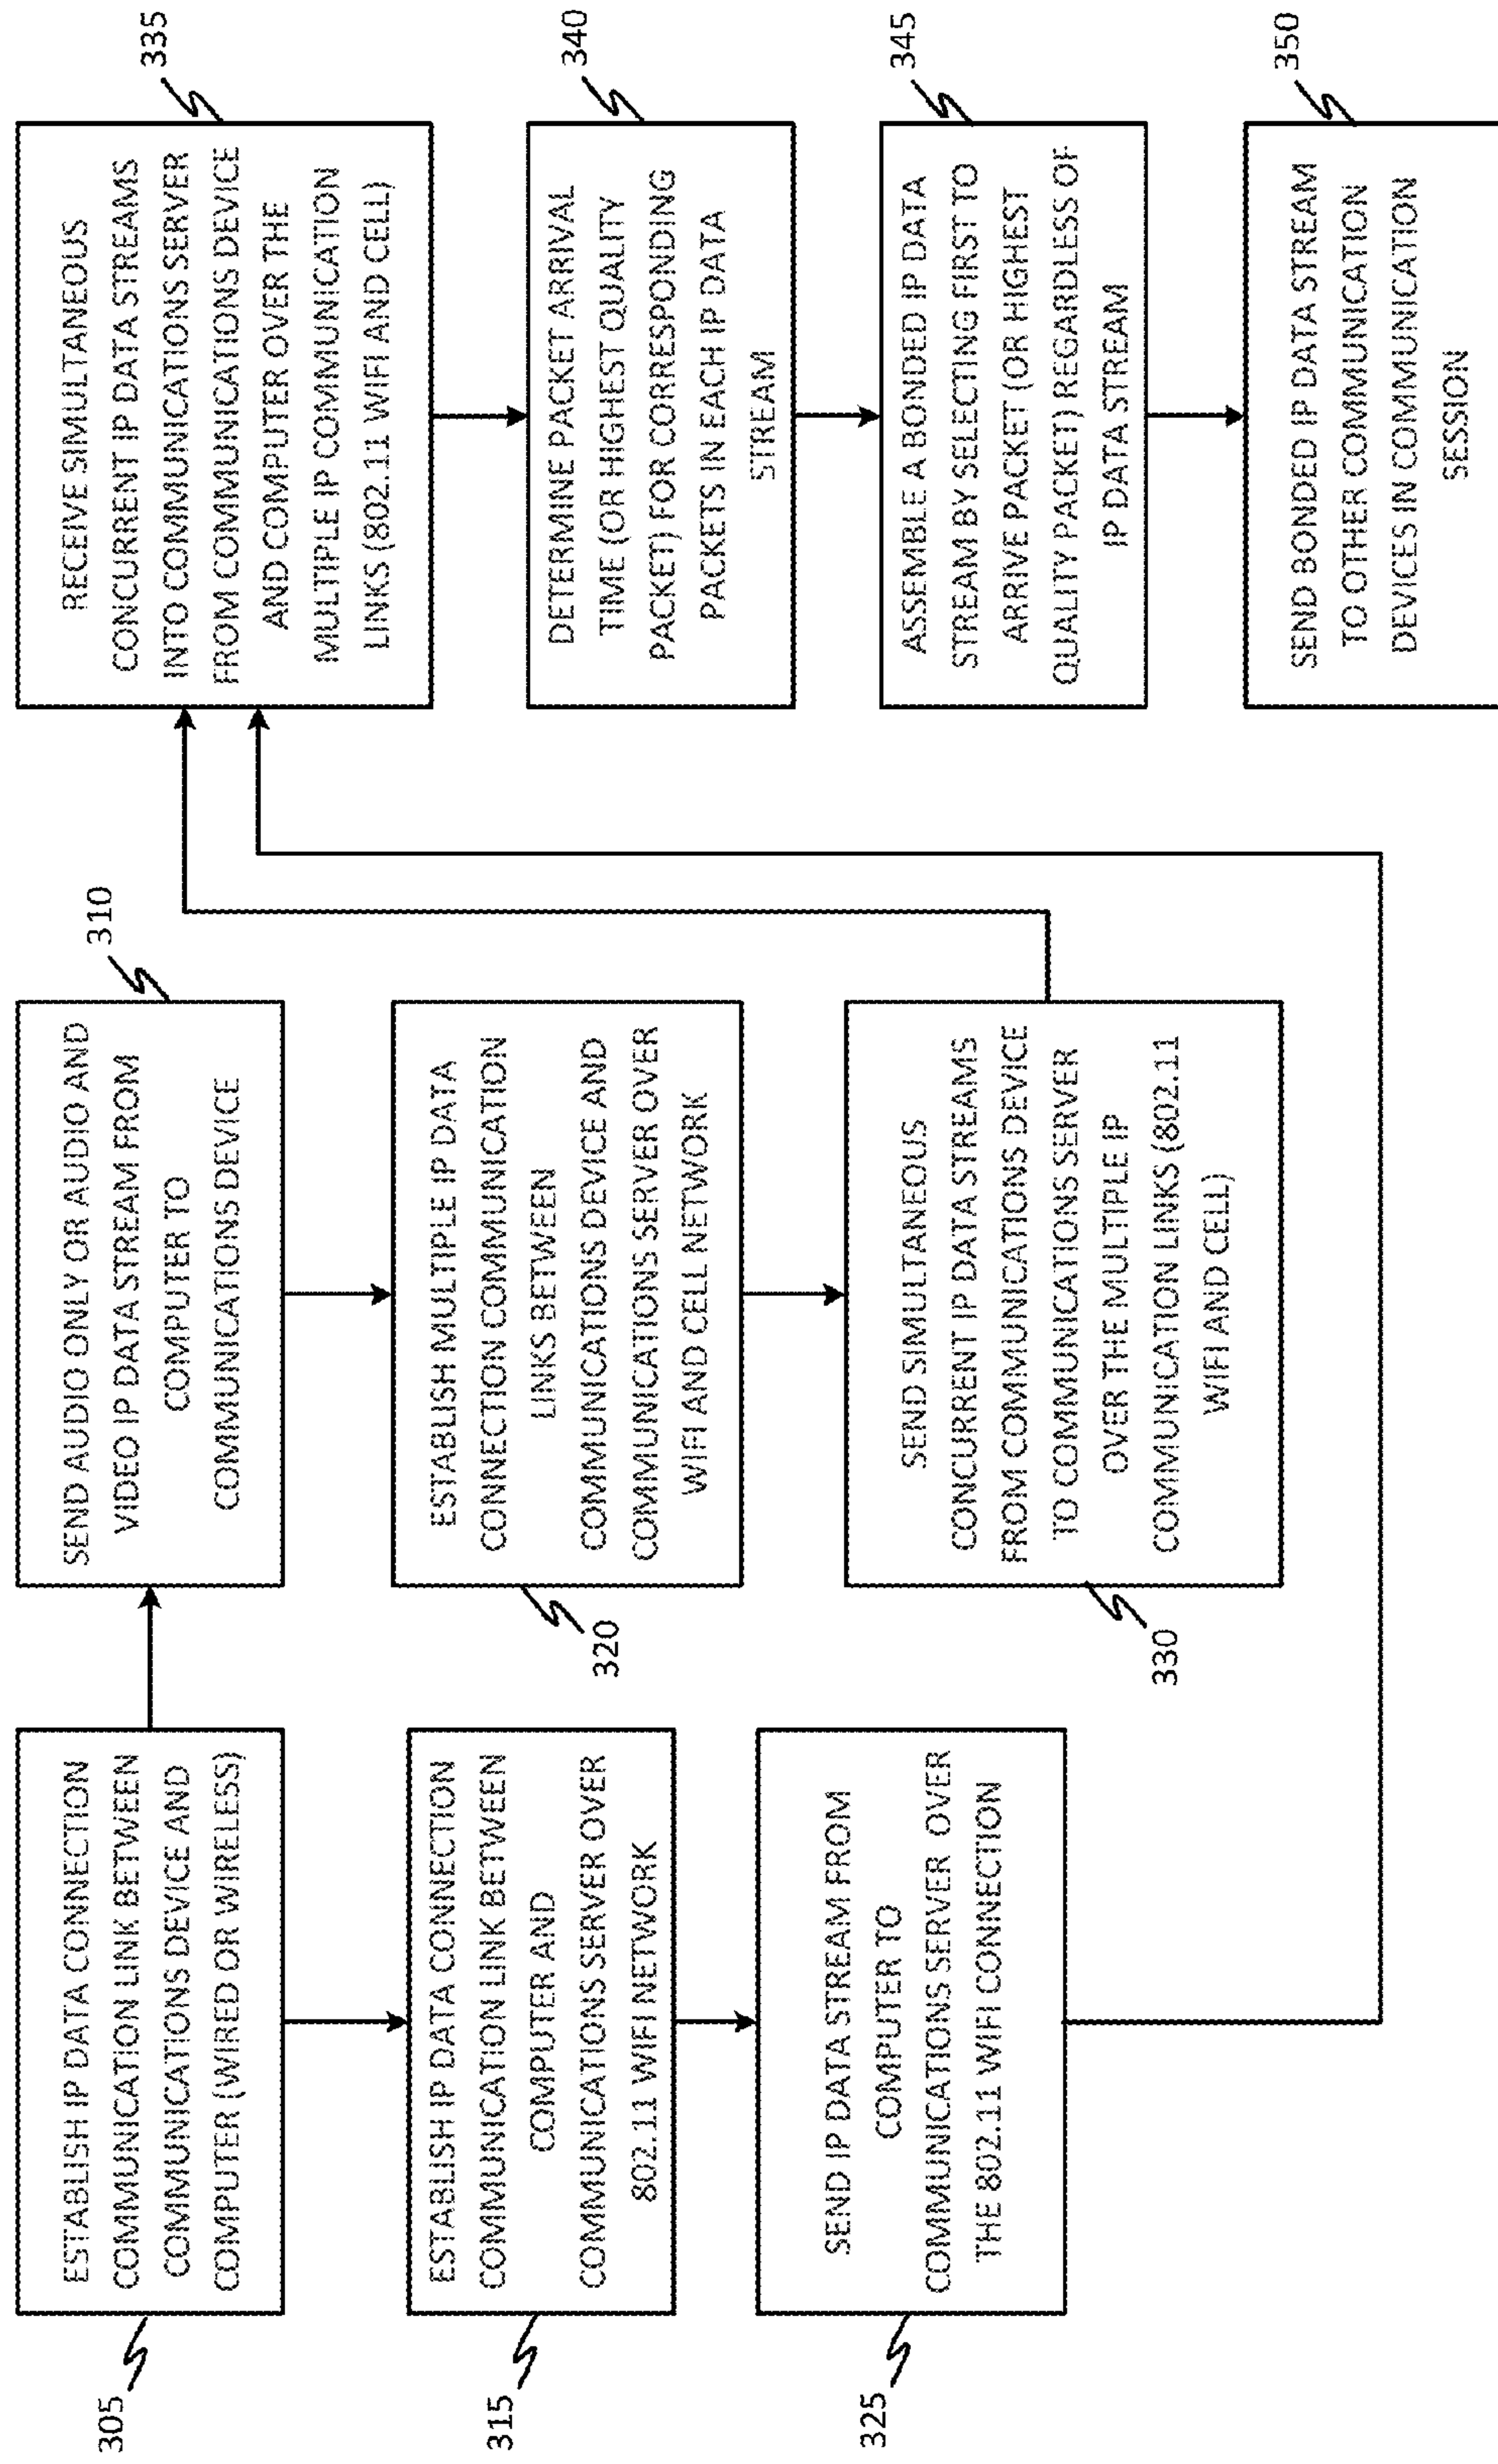 305
ESTABLISH IP DATA CONNECTION
COMMUNICATION LINK BETWEEN
COMMUNICATIONS DEVICE AND
COMPUTER (WIRED OR WIRELESS)
315
ESTABLISH IP DATA CONNECTION
COMMUNICATION LINK BETWEEN
COMPUTER AND
COMMUNICATIONS SERVER OVER
802.11 WIFI NETWORK
325
SEND IP DATA STREAM FROM
COMPUTER TO
COMMUNICATIONS SERVER OVER
THE 802.11 WIFI CONNECTION
310
SEND AUDIO ONLY OR AUDIO AND
VIDEO IP DATA STREAM FROM
COMPUTER TO
COMMUNICATIONS DEVICE
320
ESTABLISH MULTIPLE IP DATA
CONNECTION COMMUNICATION
LINKS BETWEEN
COMMUNICATIONS DEVICE AND
COMMUNICATIONS SERVER OVER
WIFI AND CELL NETWORK
330
SEND SIMULTANEOUS
CONCURRENT IP DATA STREAMS
FROM COMMUNICATIONS DEVICE
TO COMMUNICATIONS SERVER
OVER THE MULTIPLE IP
COMMUNICATION LINKS (802.11
WIFI AND CELL)
335
RECEIVE SIMULTANEOUS
CONCURRENT IP DATA STREAMS
INTO COMMUNICATIONS SERVER
FROM COMMUNICATIONS DEVICE
AND COMPUTER OVER THE
MULTIPLE IP COMMUNICATION
LINKS (802.11 WIFI AND CELL)
340
DETERMINE PACKET ARRIVAL
TIME (OR HIGHEST QUALITY
PACKET) FOR CORRESPONDING
PACKETS IN EACH IP DATA
STREAM
345
ASSEMBLE A BONDED IP DATA
STREAM BY SELECTING FIRST TO
ARRIVE PACKET (OR HIGHEST
QUALITY PACKET) REGARDLESS OF
IP DATA STREAM
350
SEND BONDED IP DATA STREAM
TO OTHER COMMUNICATION
DEVICES IN COMMUNICATION
SESSION